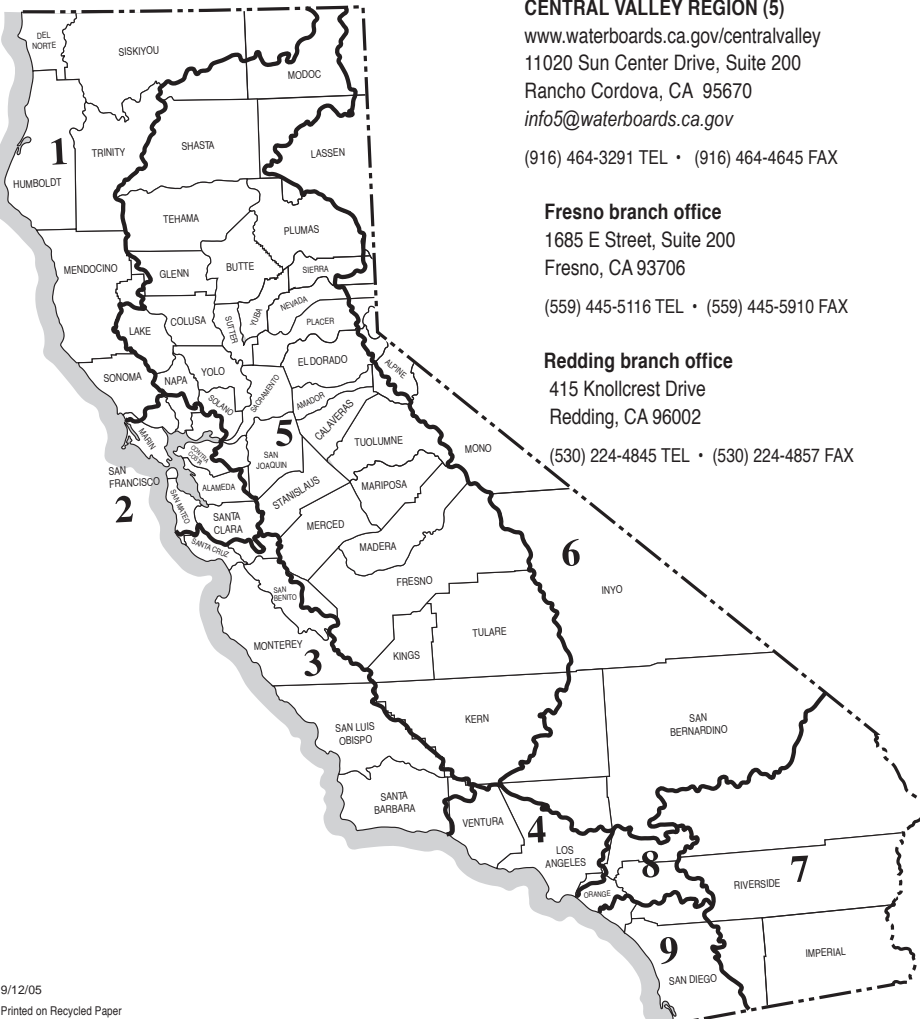 CENTRAL VALLEY REGION (5)
www.waterboards.ca.gov/centralvalley
11020 Sun Center Drive, Suite 200
Rancho Cordova, CA 95670
info5@waterboards.ca.gov
(916) 464-3291 TEL • (916) 464-4645 FAX
Fresno branch office
1685 E Street, Suite 200
Fresno, CA 93706
(559) 445-5116 TEL • (559) 445-5910 FAX
Redding branch office
415 Knollcrest Drive
Redding, CA 96002
(530) 224-4845 TEL • (530) 224-4857 FAX
DEL
NORTE
SISKIYOU
MODOC
1
HUMBOLDT
TRINITY
SHASTA
LASSEN
TEHAMA
PLUMAS
MENDOCINO
GLENN
BUTTE
SIERRA
LAKE
COLUSA
SUTTER
YUBA
NEVADA
PLACER
SONOMA
NAPA
YOLO
SOLANO
SACRAMENTO
EL DORADO
AMADOR
ALPINE
MARIN
CONTRA
COSTA
5
SAN
JOAQUIN
CALAVERAS
TUOLUMNE
MONO
SAN
FRANCISCO
2
ALAMEDA
SAN MATEO
SANTA
CLARA
SANTA CRUZ
STANISLAUS
MARIPOSA
MERCED
MADERA
6
INYO
SAN
BENITO
FRESNO
MONTEREY
3
KINGS
TULARE
SAN LUIS
OBISPO
KERN
SAN
BERNARDINO
SANTA
BARBARA
VENTURA
4
LOS
ANGELES
8
ORANGE
RIVERSIDE
7
9
SAN DIEGO
IMPERIAL
9/12/05
Printed on Recycled Paper